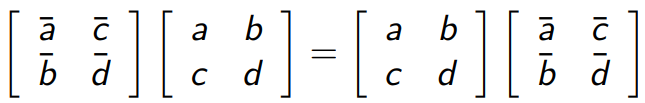 [ ā c̄ ] [ a b ] = [ a b ] [ ā c̄ ]
[ b̄ d̄ ] [ c d ] [ c d ] [ b̄ d̄ ]